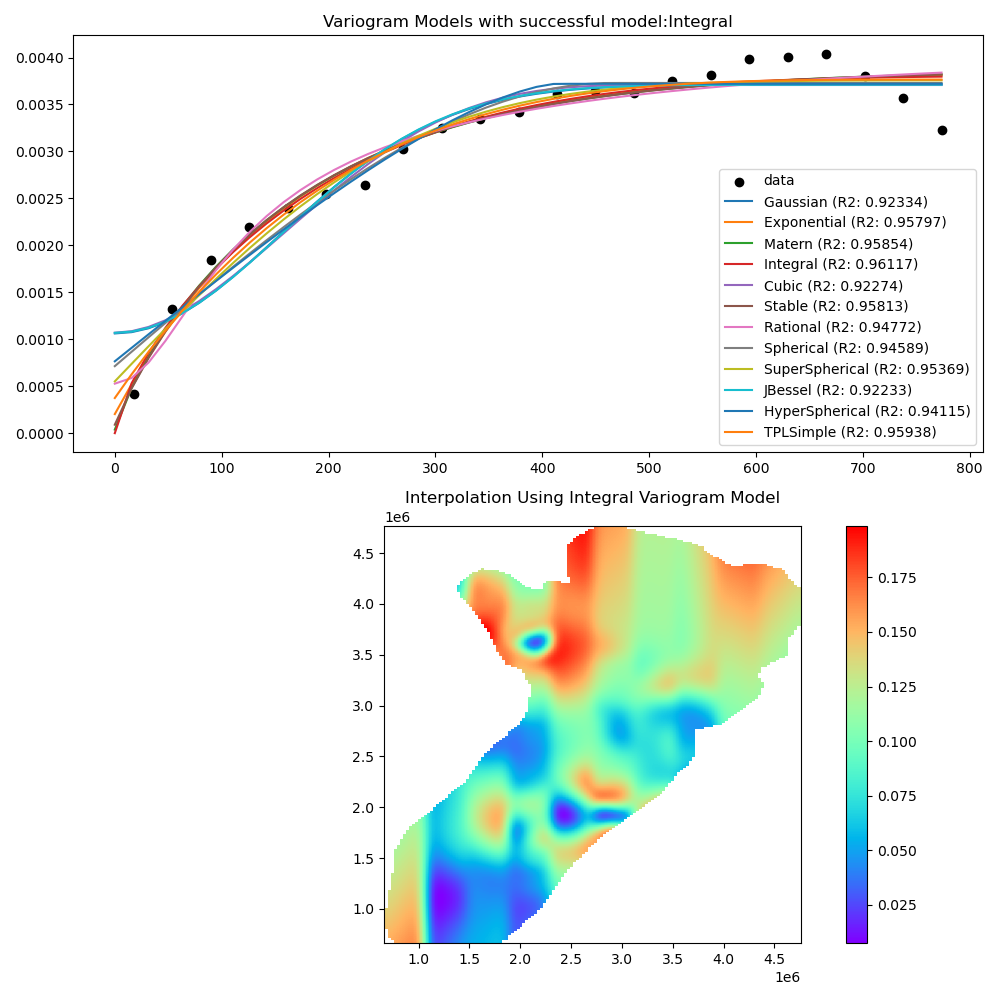 Variogram Models with successful model:Integral
0.0040
0.0035
0.0030
0.0025
0.0020
0.0015
0.0010
0.0005
0.0000
data
Gaussian (R2: 0.92334)
Exponential (R2: 0.95797)
Matern (R2: 0.95854)
Integral (R2: 0.96117)
Cubic (R2: 0.92274)
Stable (R2: 0.95813)
Rational (R2: 0.94772)
Spherical (R2: 0.94589)
SuperSpherical (R2: 0.95369)
JBessel (R2: 0.92233)
HyperSpherical (R2: 0.94115)
TPLSimple (R2: 0.95938)
0 100 200 300 400 500 600 700 800
Interpolation Using Integral Variogram Model
1e6
4.5
4.0
3.5
3.0
2.5
2.0
1.5
1.0
1.0 1.5 2.0 2.5 3.0 3.5 4.0 4.5
1e6
0.175
0.150
0.125
0.100
0.075
0.050
0.025